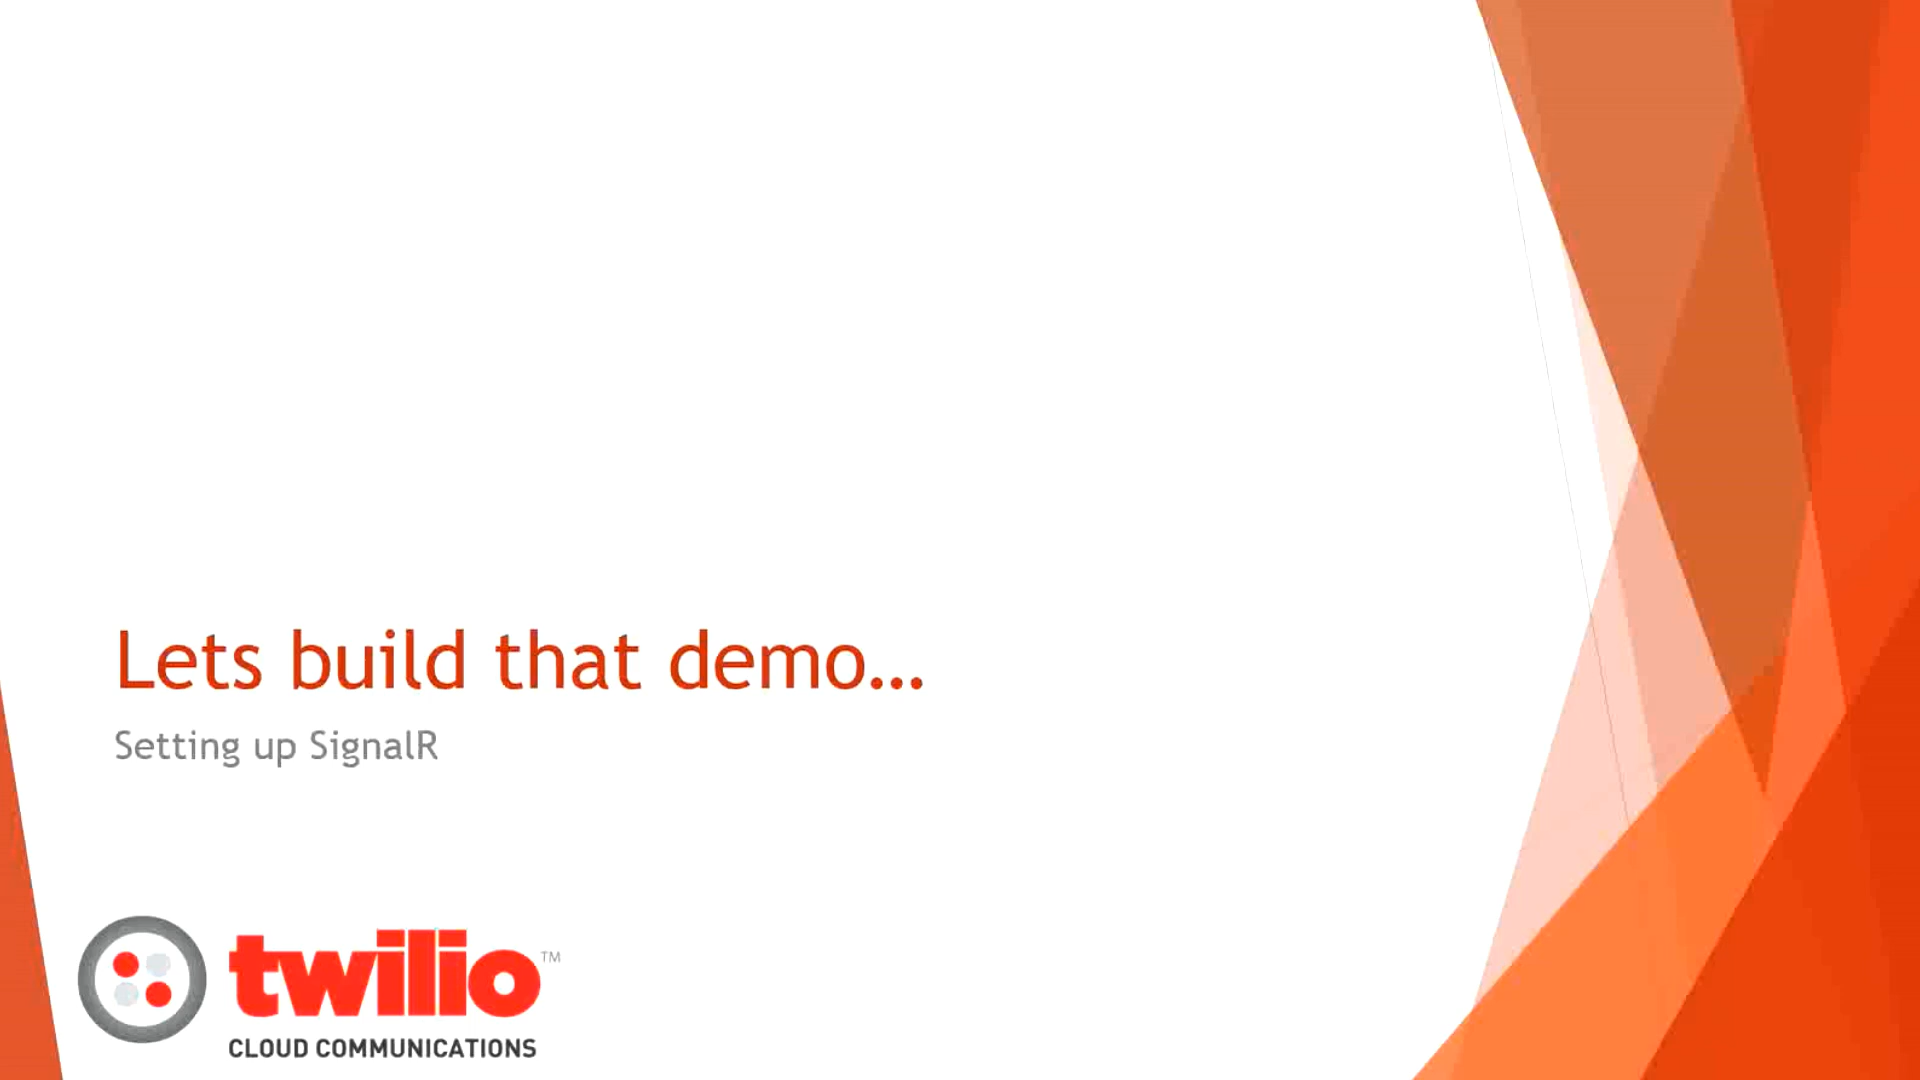 Lets build that demo...
Setting up SignalR
twilio™
CLOUD COMMUNICATIONS